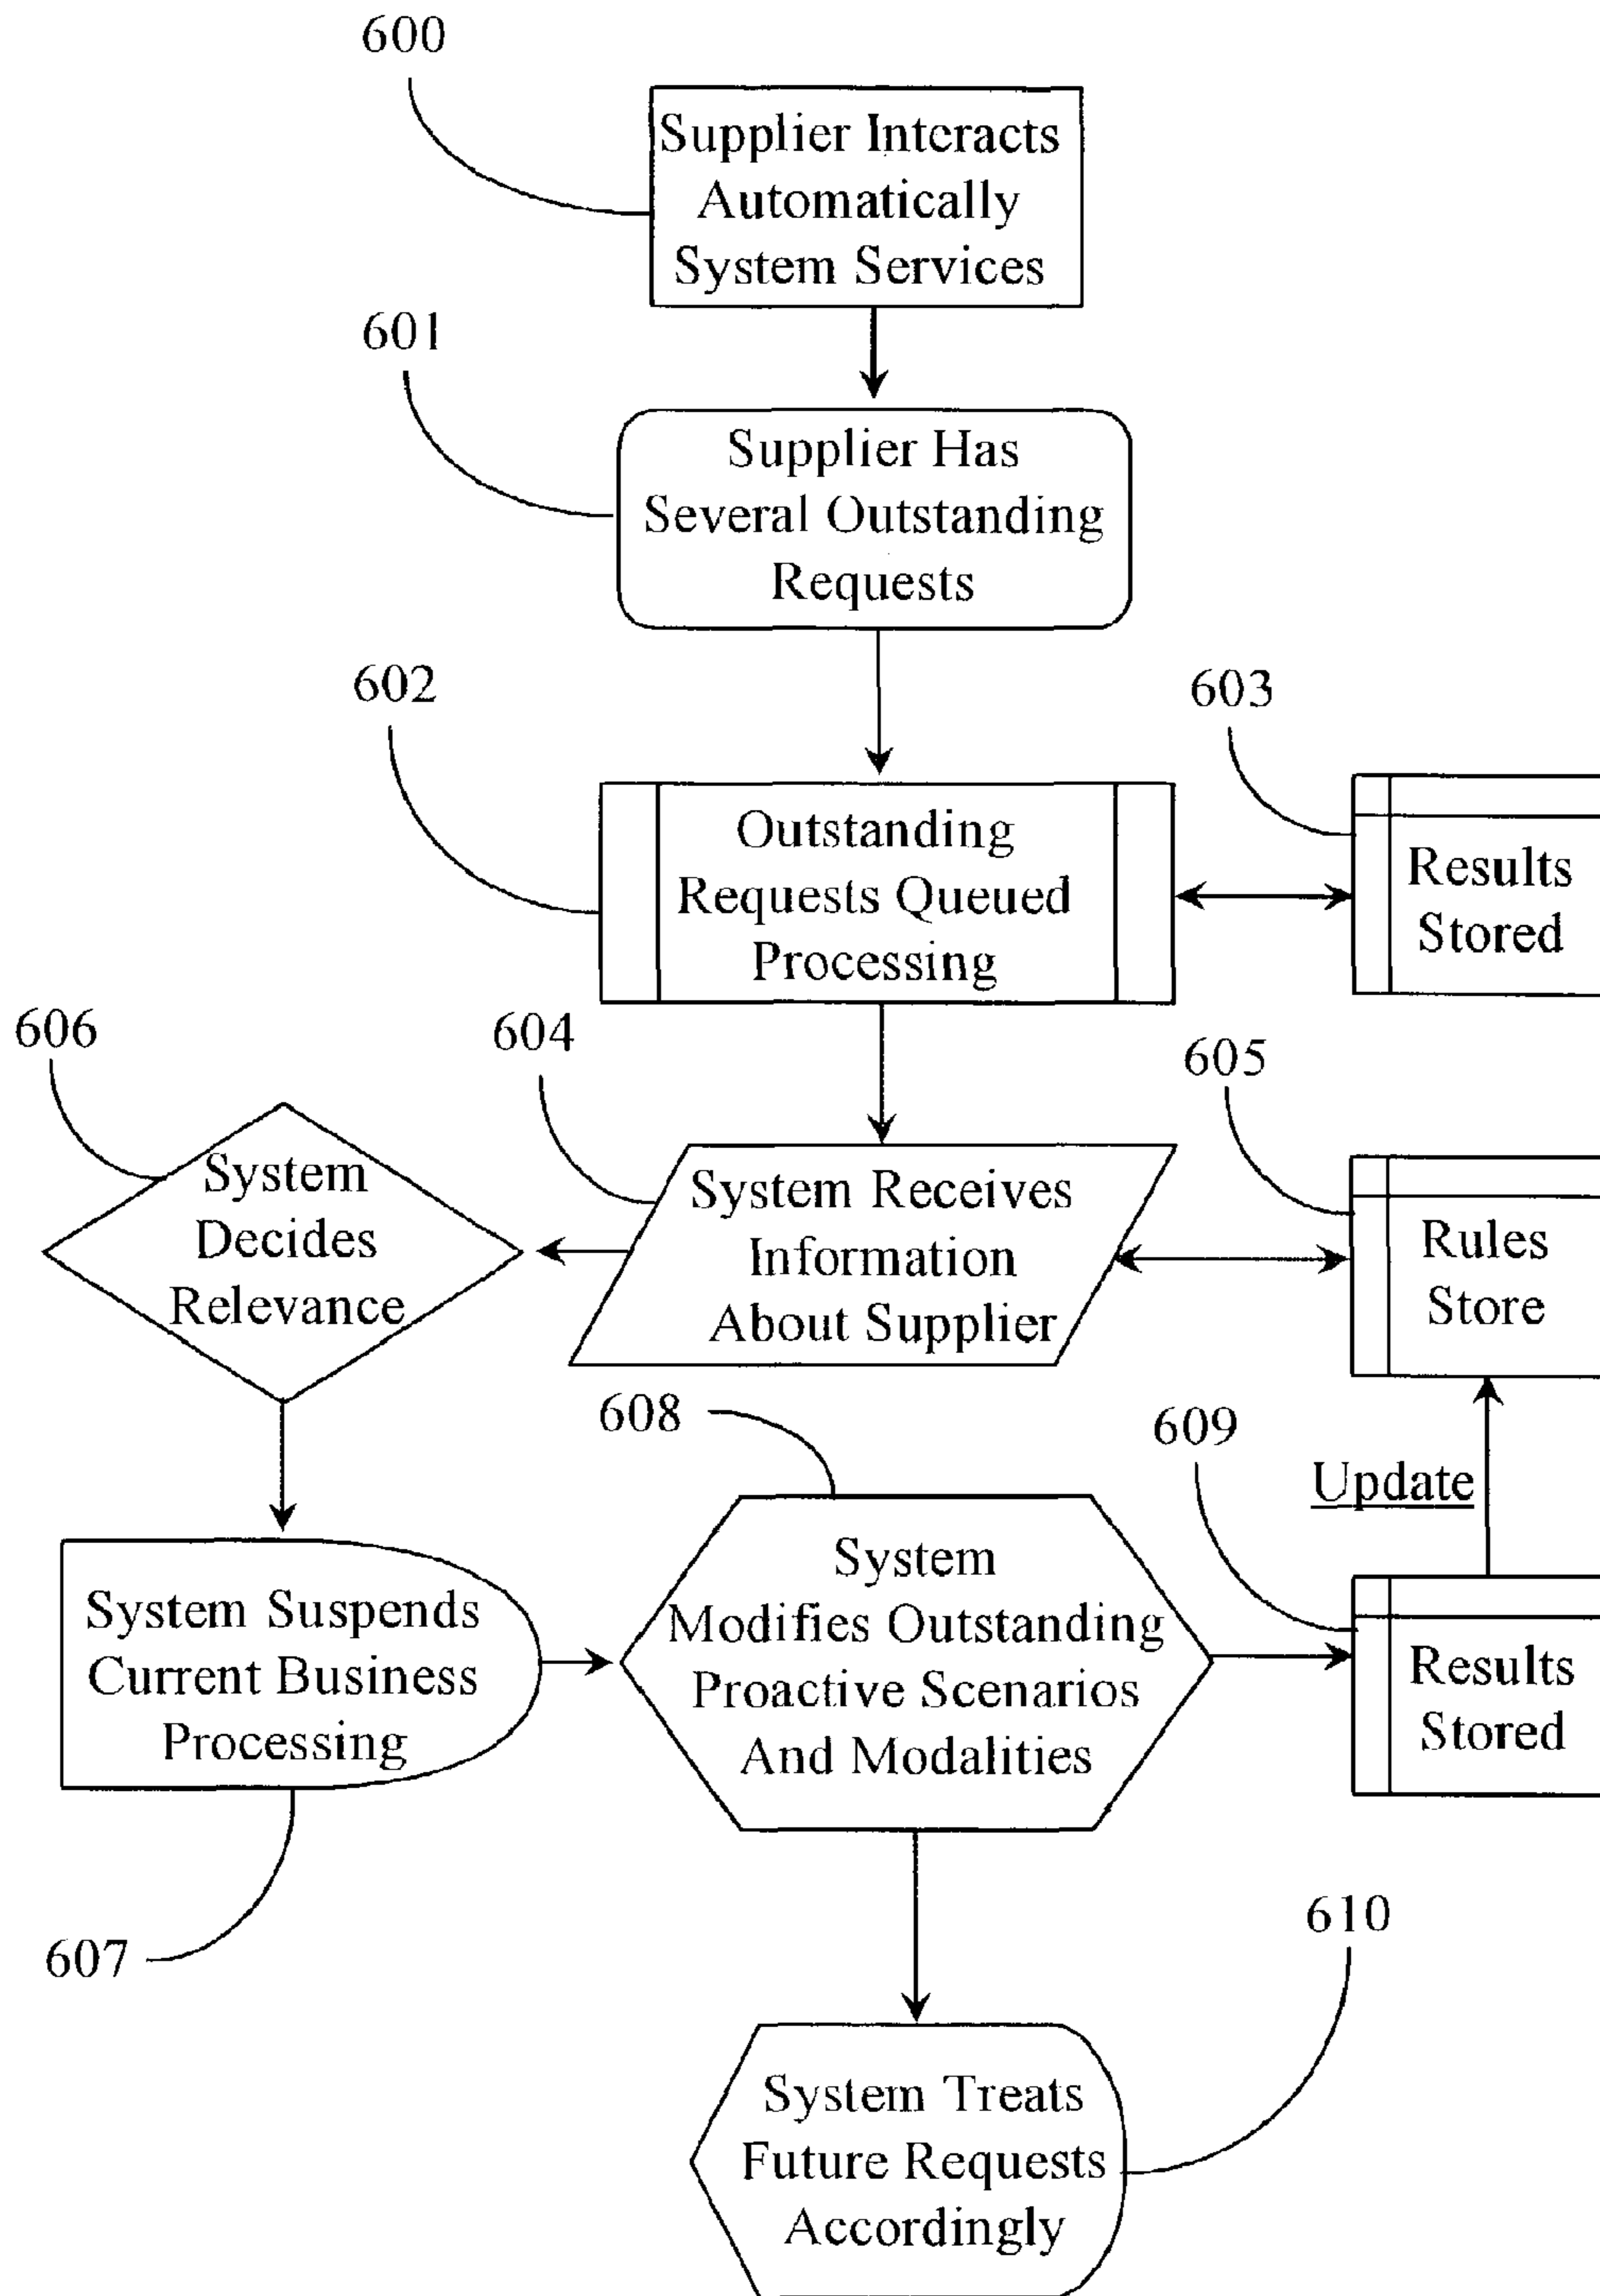 600
Supplier Interacts
Automatically
System Services
601
Supplier Has
Several Outstanding
Requests
602
Outstanding
Requests Queued
Processing
603
Results
Stored
604
System Receives
Information
About Supplier
605
Rules
Store
606
System
Decides
Relevance
607
System Suspends
Current Business
Processing
608
System
Modifies Outstanding
Proactive Scenarios
And Modalities
609
Update
Results
Stored
610
System Treats
Future Requests
Accordingly